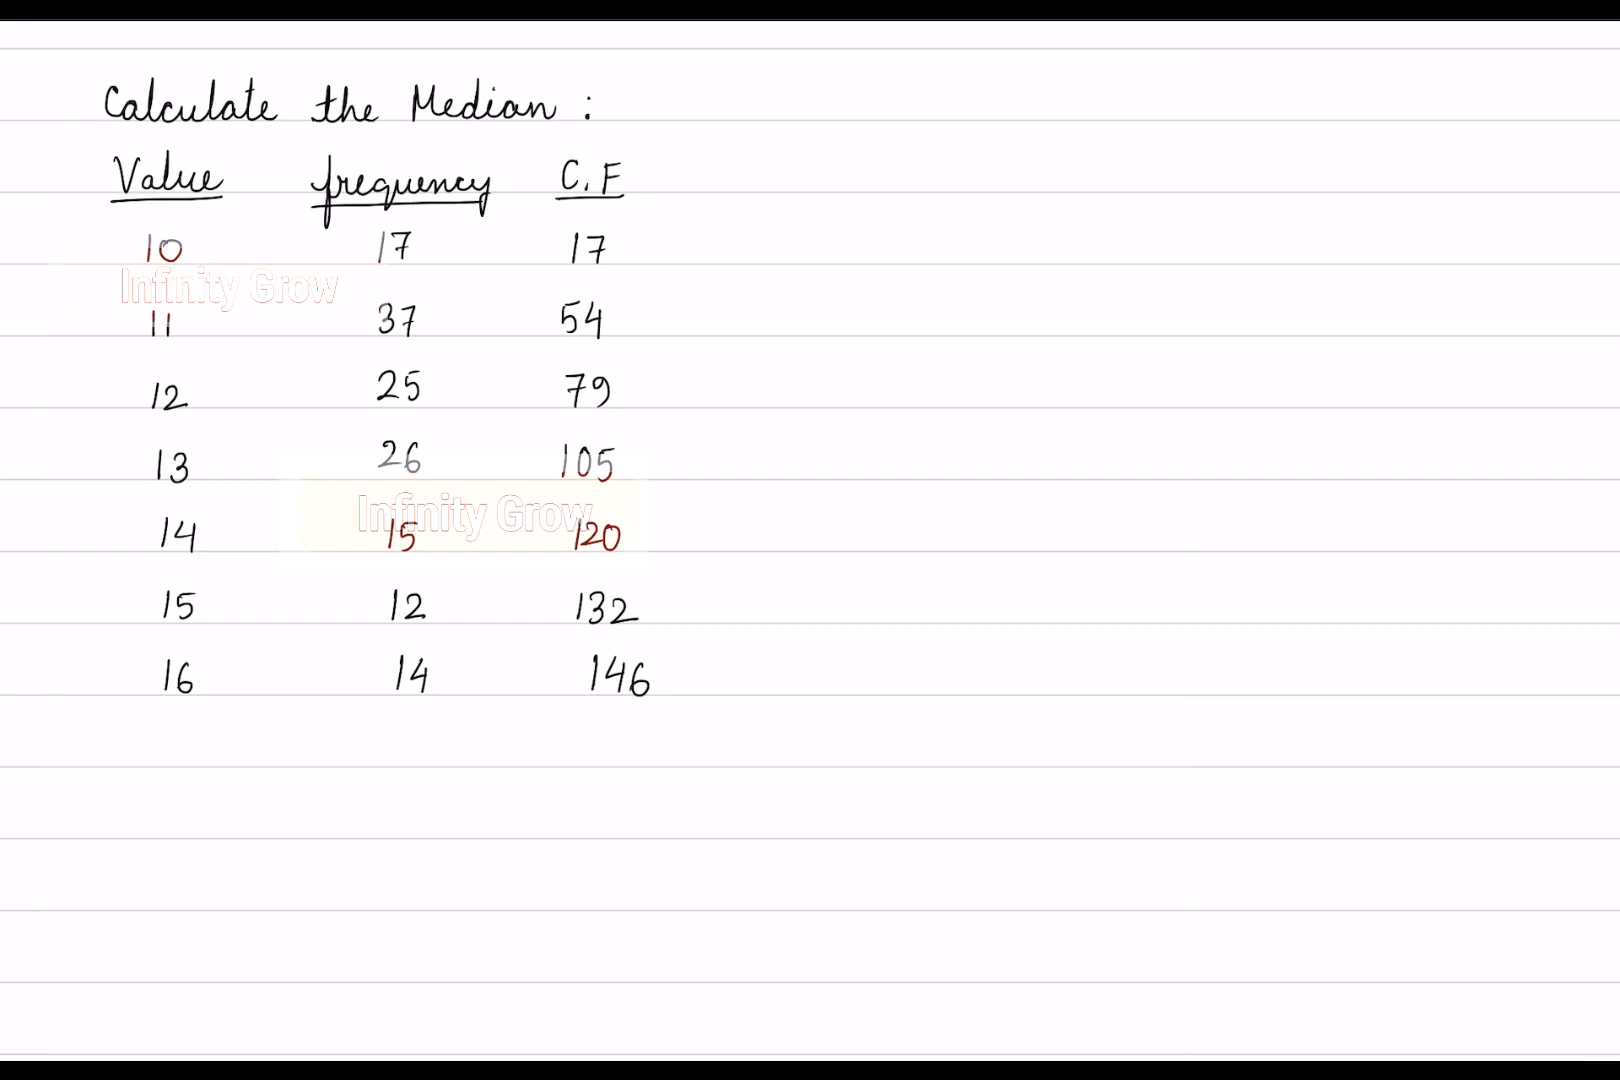 Calculate the Median :
Value frequency C.F
10 17 17
Infinity Grow
11 37 54
12 25 79
13 26 105
Infinity Grow
14 15 120
15 12 132
16 14 146